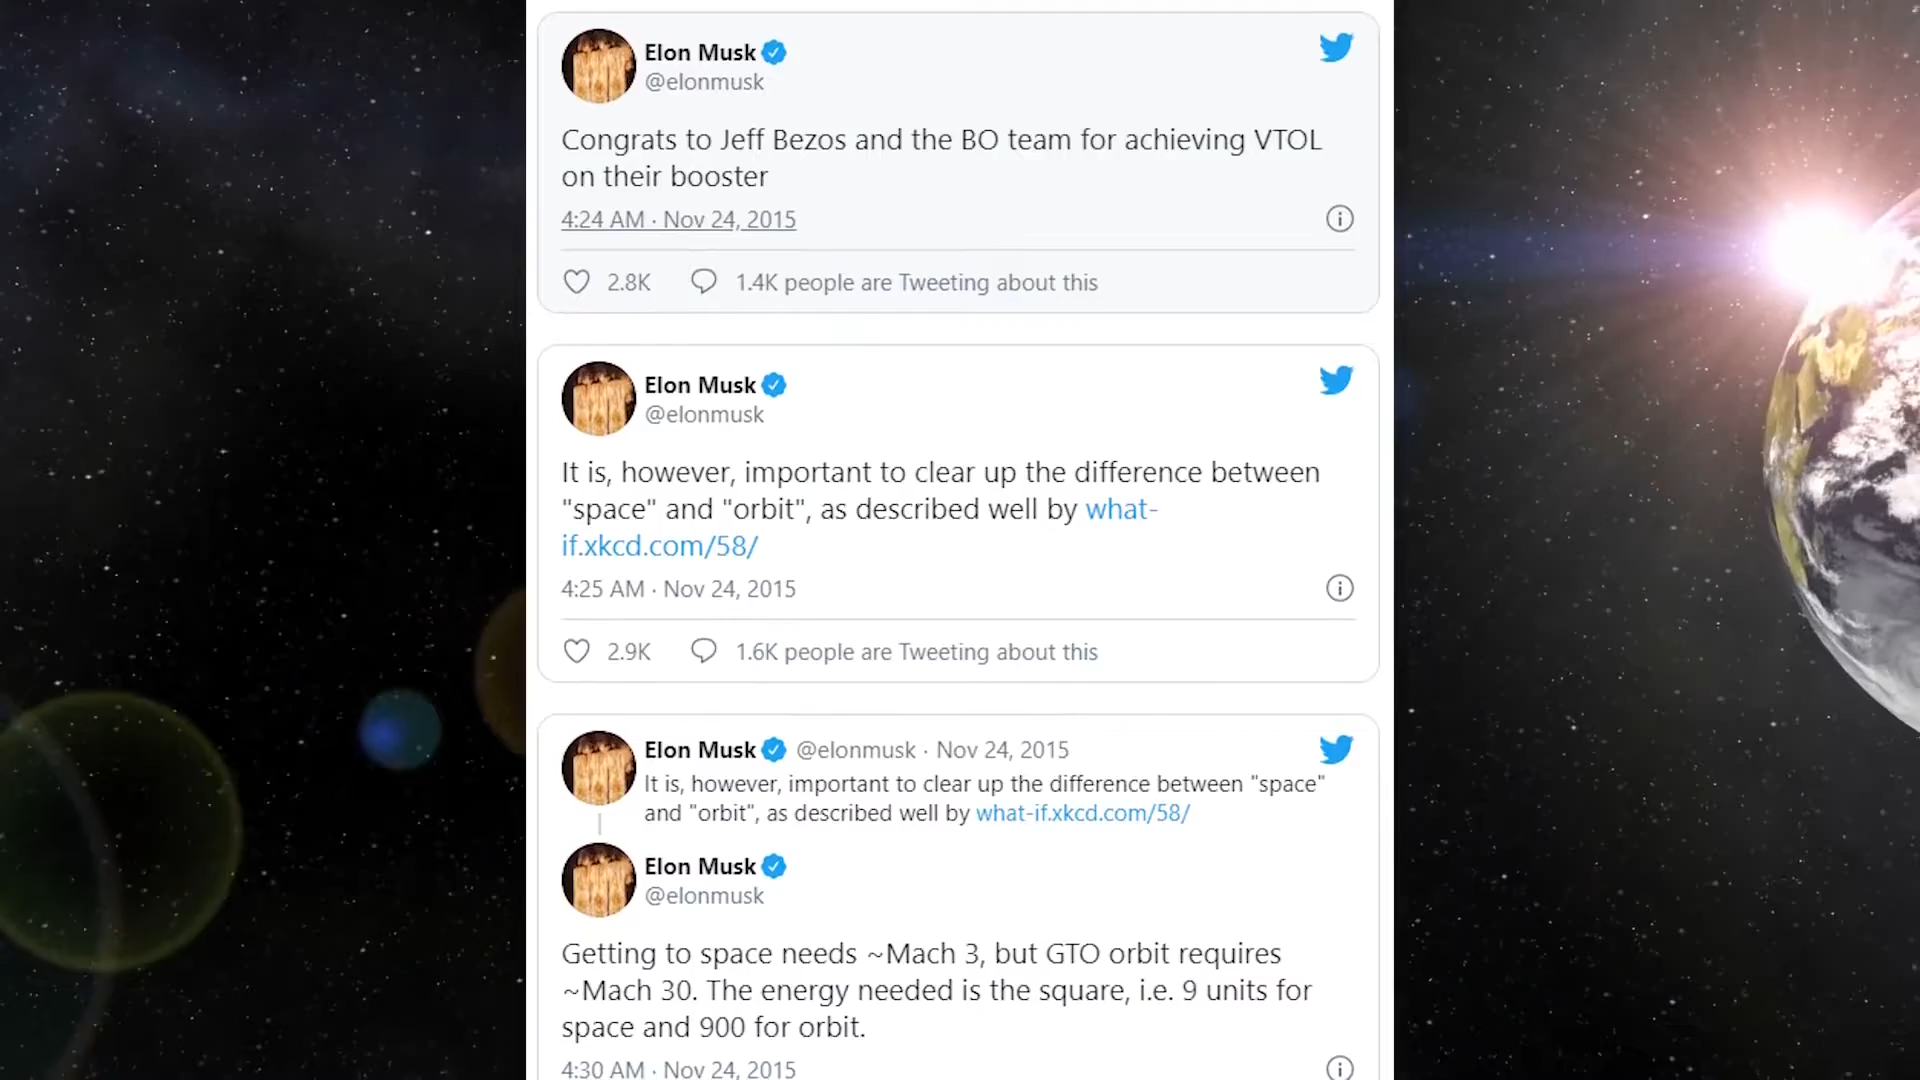 Elon Musk
@elonmusk
Congrats to Jeff Bezos and the BO team for achieving VTOL
on their booster
4:24 AM · Nov 24, 2015
2.8K 1.4K people are Tweeting about this
Elon Musk
@elonmusk
It is, however, important to clear up the difference between
"space" and "orbit", as described well by what-
if.xkcd.com/58/
4:25 AM · Nov 24, 2015
2.9K 1.6K people are Tweeting about this
Elon Musk @elonmusk · Nov 24, 2015
It is, however, important to clear up the difference between "space"
and "orbit", as described well by what-if.xkcd.com/58/
Elon Musk
@elonmusk
Getting to space needs ~Mach 3, but GTO orbit requires
~Mach 30. The energy needed is the square, i.e. 9 units for
space and 900 for orbit.
4:30 AM · Nov 24, 2015